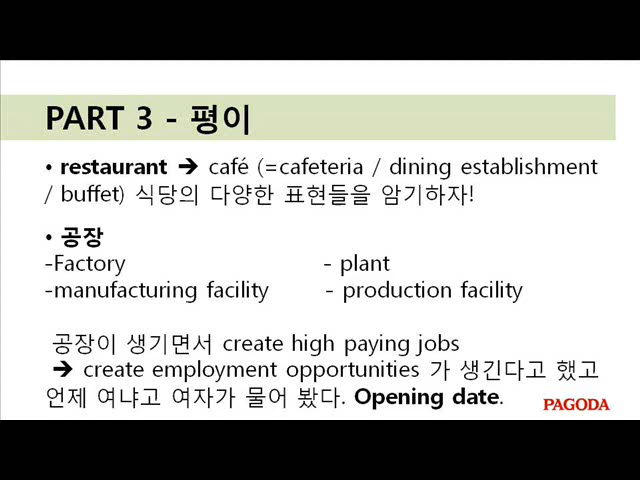 PART 3 - 평이
• restaurant ➔ café (=cafeteria / dining establishment
/ buffet) 식당의 다양한 표현들을 암기하자!
• 공장
-Factory - plant
-manufacturing facility - production facility
공장이 생기면서 create high paying jobs
➔ create employment opportunities 가 생긴다고 했고
언제 여냐고 여자가 물어 봤다. Opening date.
PAGODA